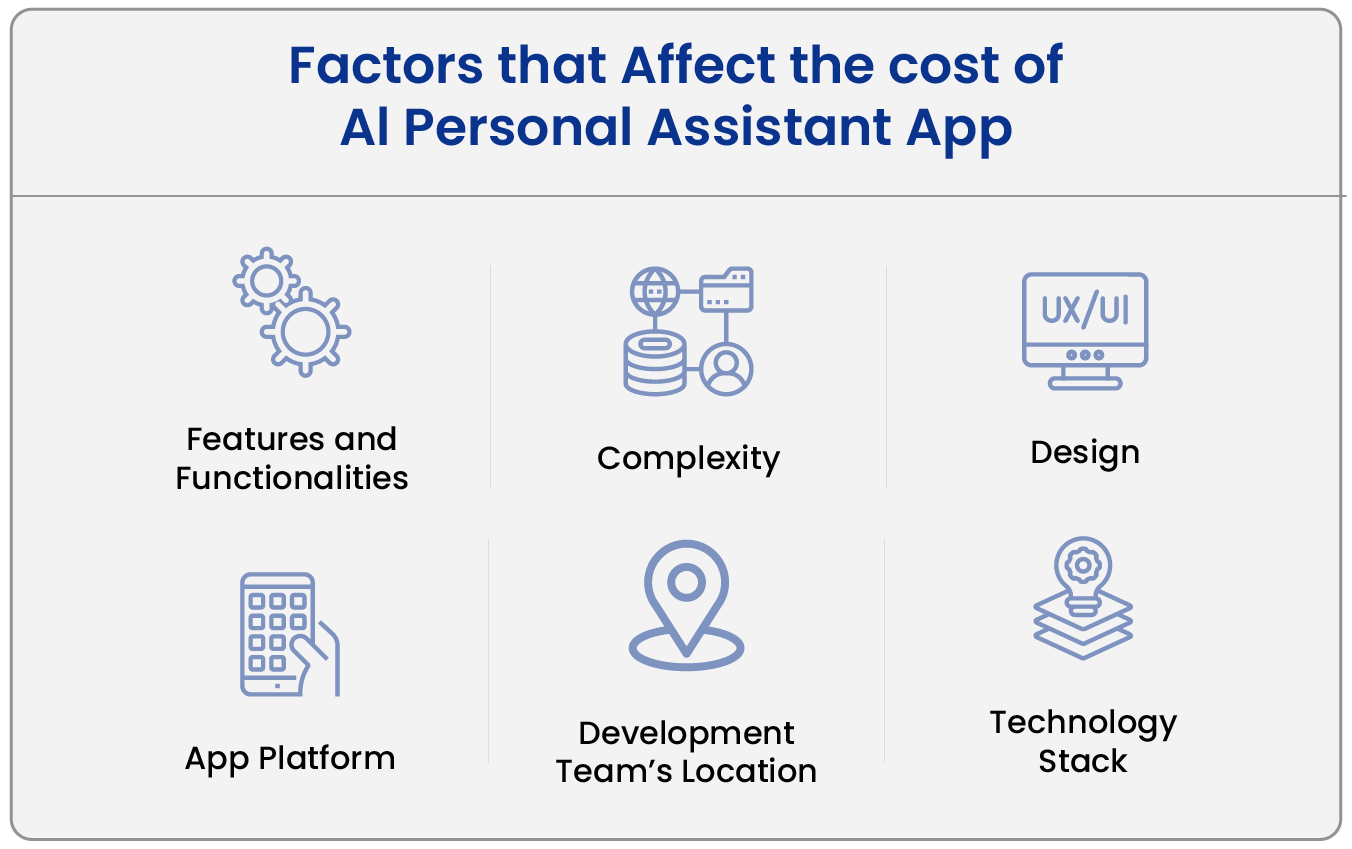 Factors that Affect the cost of
AI Personal Assistant App
UX/UI
Features and
Functionalities
Complexity
Design
App Platform
Development
Team’s Location
Technology
Stack